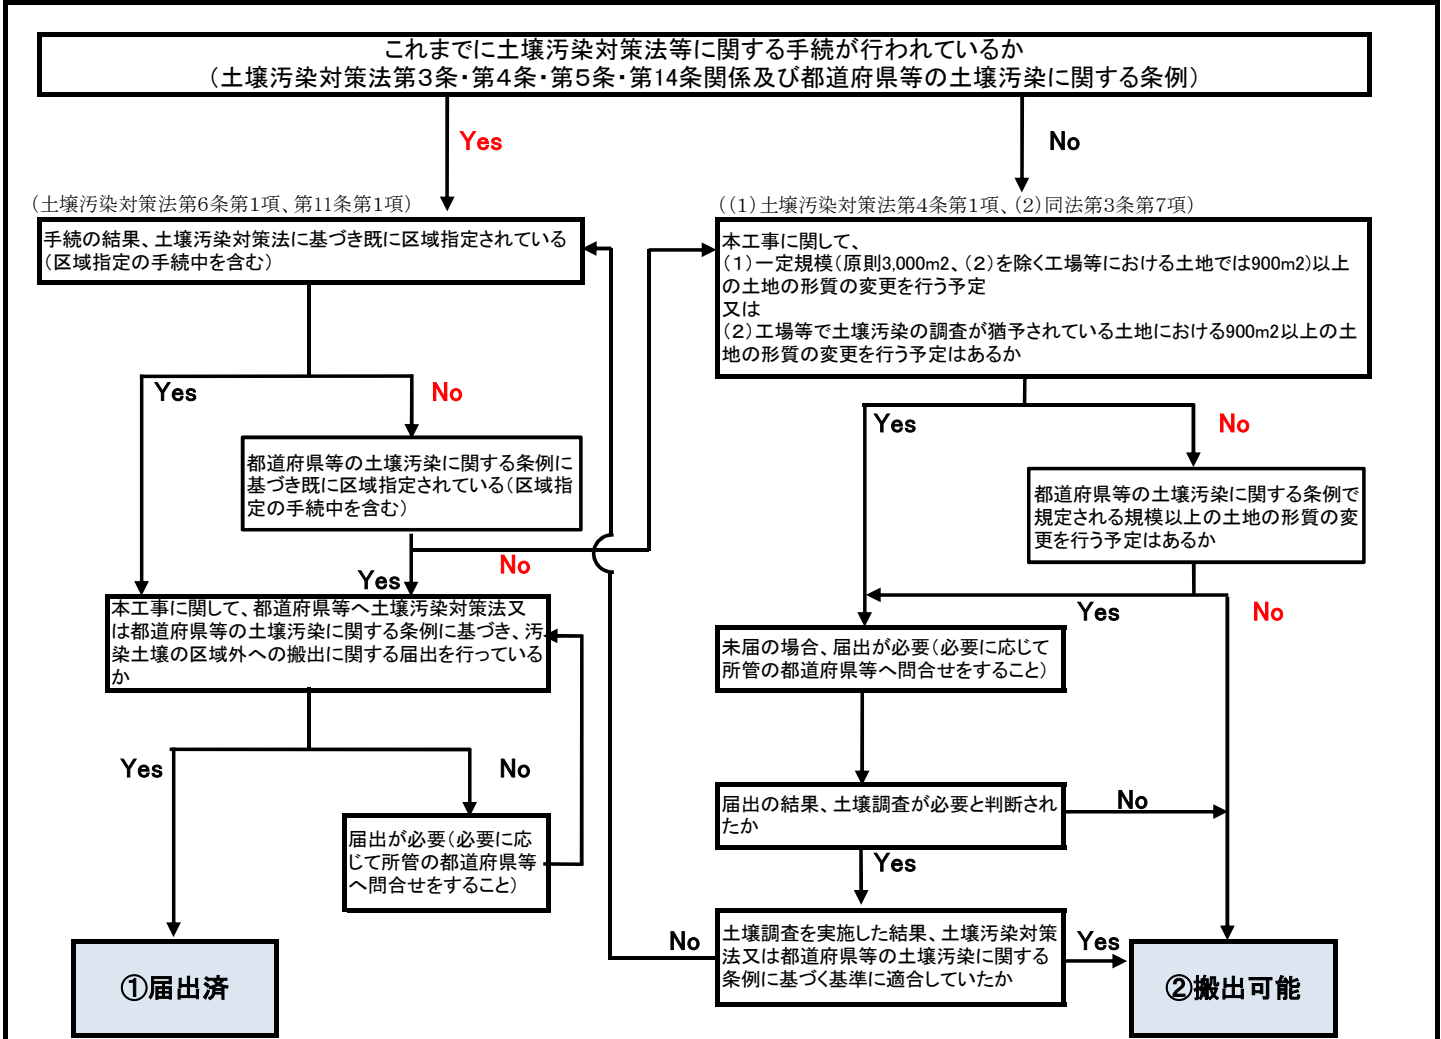 これまでに土壌汚染対策法等に関する手続が行われているか
（土壌汚染対策法第３条・第４条・第５条・第14条関係及び都道府県等の土壌汚染に関する条例）
Yes
No
（土壌汚染対策法第6条第1項、第11条第1項）
手続の結果、土壌汚染対策法に基づき既に区域指定されている
（区域指定の手続中を含む）
（(1)土壌汚染対策法第4条第1項、(2)同法第3条第7項）
本工事に関して、
（１）一定規模（原則3,000m2、（２）を除く工場等における土地では900m2）以上
の土地の形質の変更を行う予定
又は
（２）工場等で土壌汚染の調査が猶予されている土地における900m2以上の土
地の形質の変更を行う予定はあるか
Yes
No
都道府県等の土壌汚染に関する条例に
基づき既に区域指定されている（区域指
定の手続中を含む）
Yes
No
都道府県等の土壌汚染に関する条例で
規定される規模以上の土地の形質の変
更を行う予定はあるか
No
Yes
本工事に関して、都道府県等へ土壌汚染対策法又
は都道府県等の土壌汚染に関する条例に基づき、汚
染土壌の区域外への搬出に関する届出を行っている
か
Yes
No
未届の場合、届出が必要（必要に応じて
所管の都道府県等へ問合せをすること）
Yes
No
届出が必要（必要に応
じて所管の都道府県等
へ問合せをすること）
届出の結果、土壌調査が必要と判断され
たか
No
Yes
土壌調査を実施した結果、土壌汚染対策
法又は都道府県等の土壌汚染に関する
条例に基づく基準に適合していたか
No
Yes
①届出済
②搬出可能